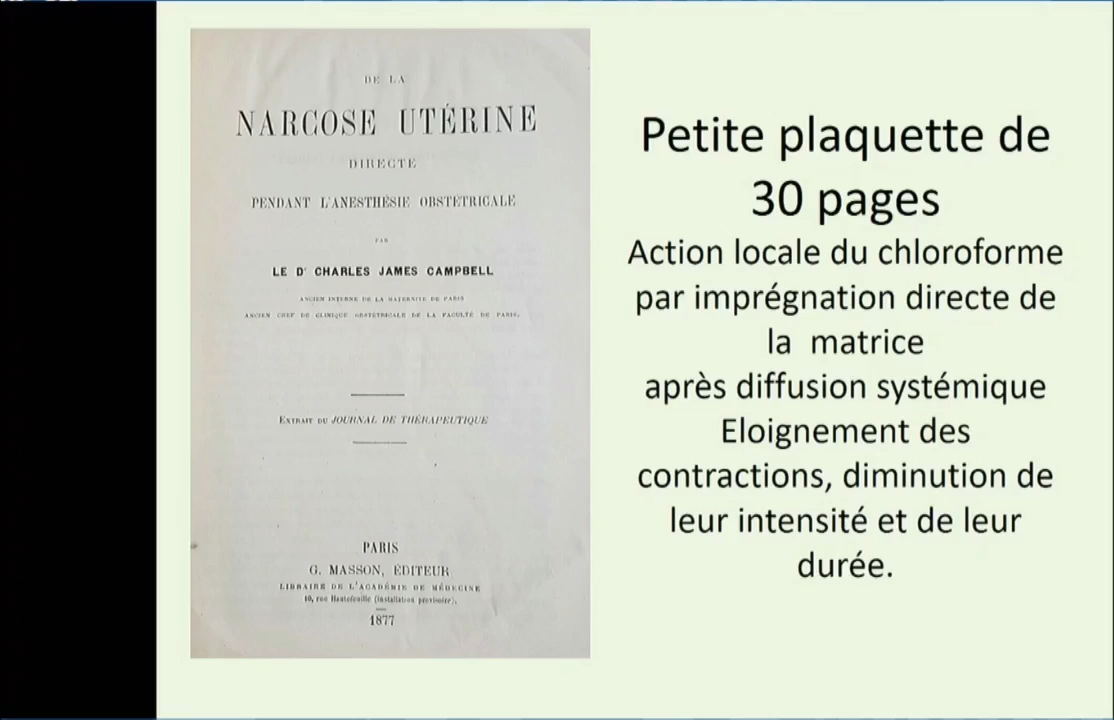 DE LA
NARCOSE UTÉRINE
DIRECTE
PENDANT L'ANESTHÉSIE OBSTÉTRICALE
PAR
LE Dr CHARLES JAMES CAMPBELL
ANCIEN INTERNE DE LA MATERNITÉ DE PARIS
ANCIEN CHEF DE CLINIQUE OBSTÉTRICALE DE LA FACULTÉ DE PARIS.
EXTRAIT DU JOURNAL DE THÉRAPEUTIQUE
PARIS
G. MASSON, ÉDITEUR
LIBRAIRE DE L'ACADÉMIE DE MÉDECINE
10, rue Hautefeuille (installation provisoire).
1877
Petite plaquette de
30 pages
Action locale du chloroforme
par imprégnation directe de
la matrice
après diffusion systémique
Eloignement des
contractions, diminution de
leur intensité et de leur
durée.